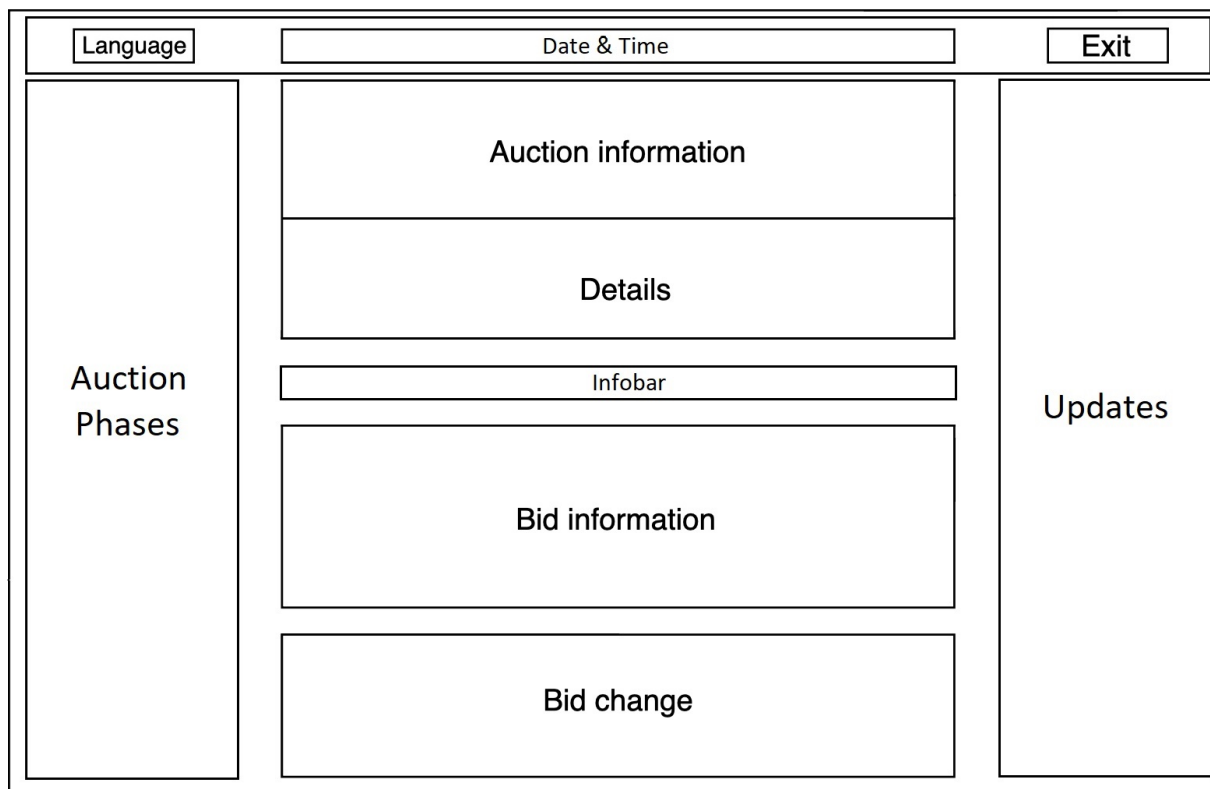 Language
Date & Time
Exit
Auction information
Details
Auction
Phases
Infobar
Updates
Bid information
Bid change